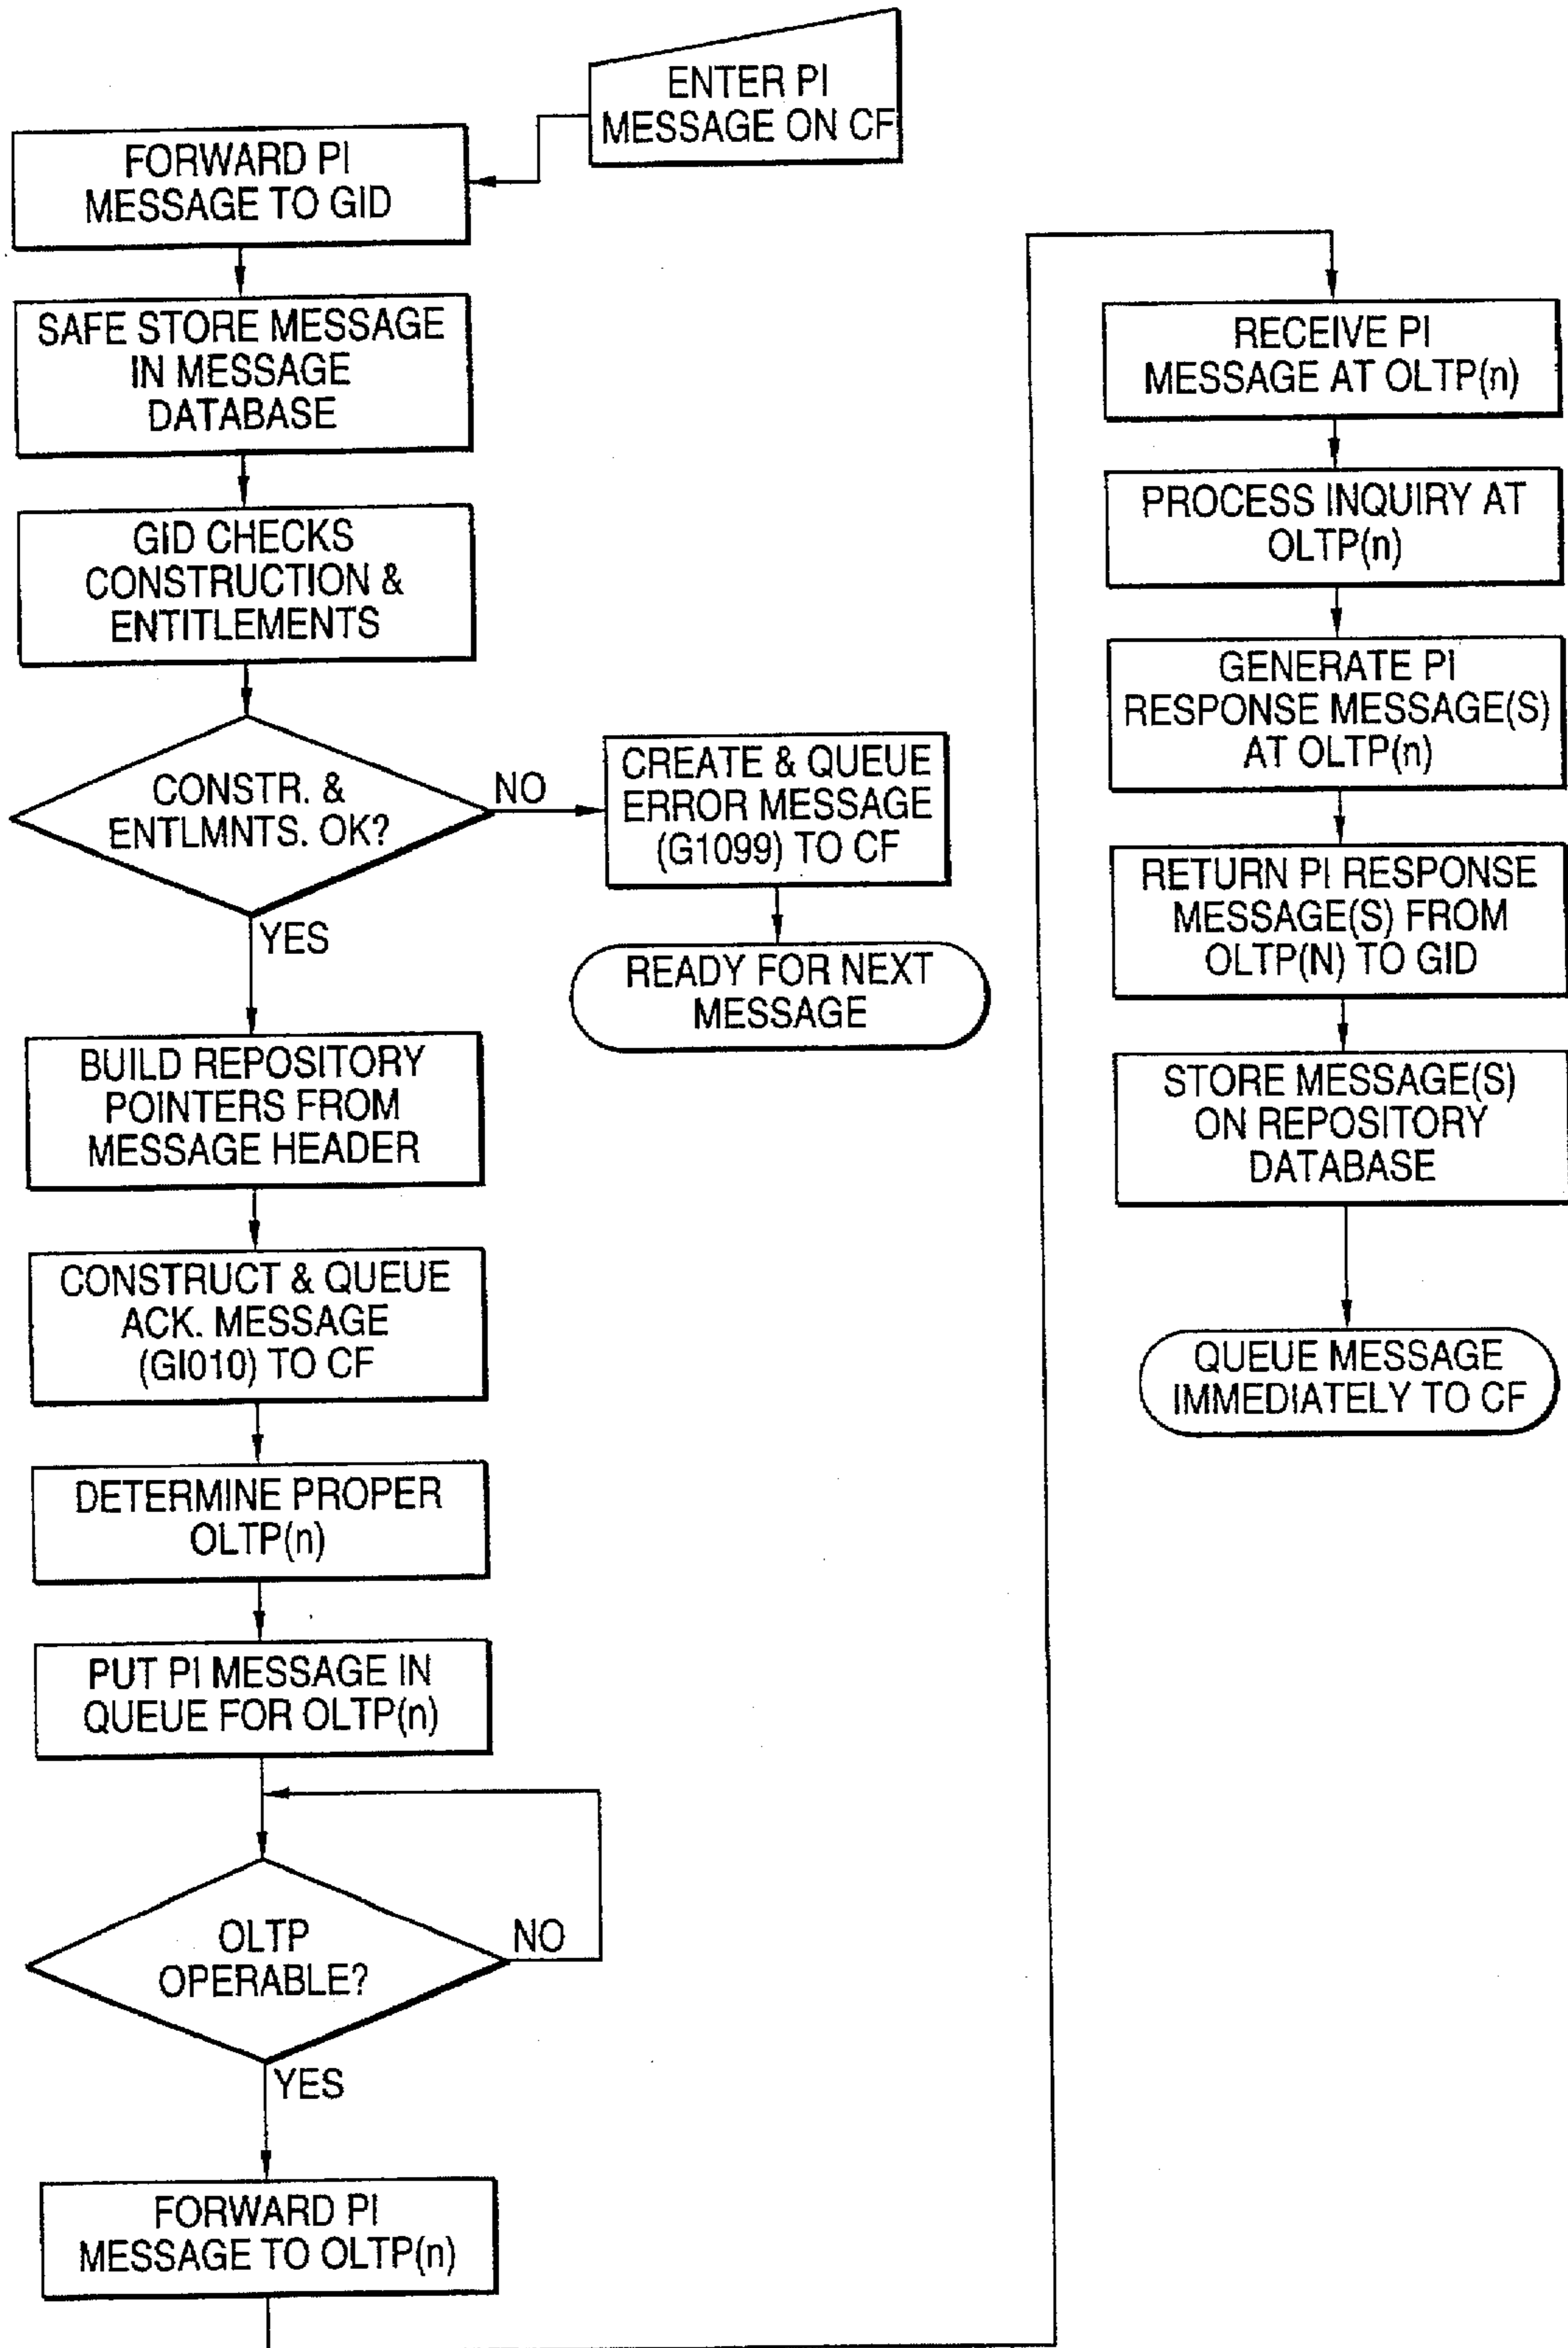 ENTER PI
MESSAGE ON CF
FORWARD PI
MESSAGE TO GID
SAFE STORE MESSAGE
IN MESSAGE
DATABASE
GID CHECKS
CONSTRUCTION &
ENTITLEMENTS
CONSTR. &
ENTLMNTS. OK?
NO
CREATE & QUEUE
ERROR MESSAGE
(G1099) TO CF
READY FOR NEXT
MESSAGE
YES
BUILD REPOSITORY
POINTERS FROM
MESSAGE HEADER
CONSTRUCT & QUEUE
ACK. MESSAGE
(GI010) TO CF
DETERMINE PROPER
OLTP(n)
PUT PI MESSAGE IN
QUEUE FOR OLTP(n)
OLTP
OPERABLE?
NO
YES
FORWARD PI
MESSAGE TO OLTP(n)
RECEIVE PI
MESSAGE AT OLTP(n)
PROCESS INQUIRY AT
OLTP(n)
GENERATE PI
RESPONSE MESSAGE(S)
AT OLTP(n)
RETURN PI RESPONSE
MESSAGE(S) FROM
OLTP(N) TO GID
STORE MESSAGE(S)
ON REPOSITORY
DATABASE
QUEUE MESSAGE
IMMEDIATELY TO CF